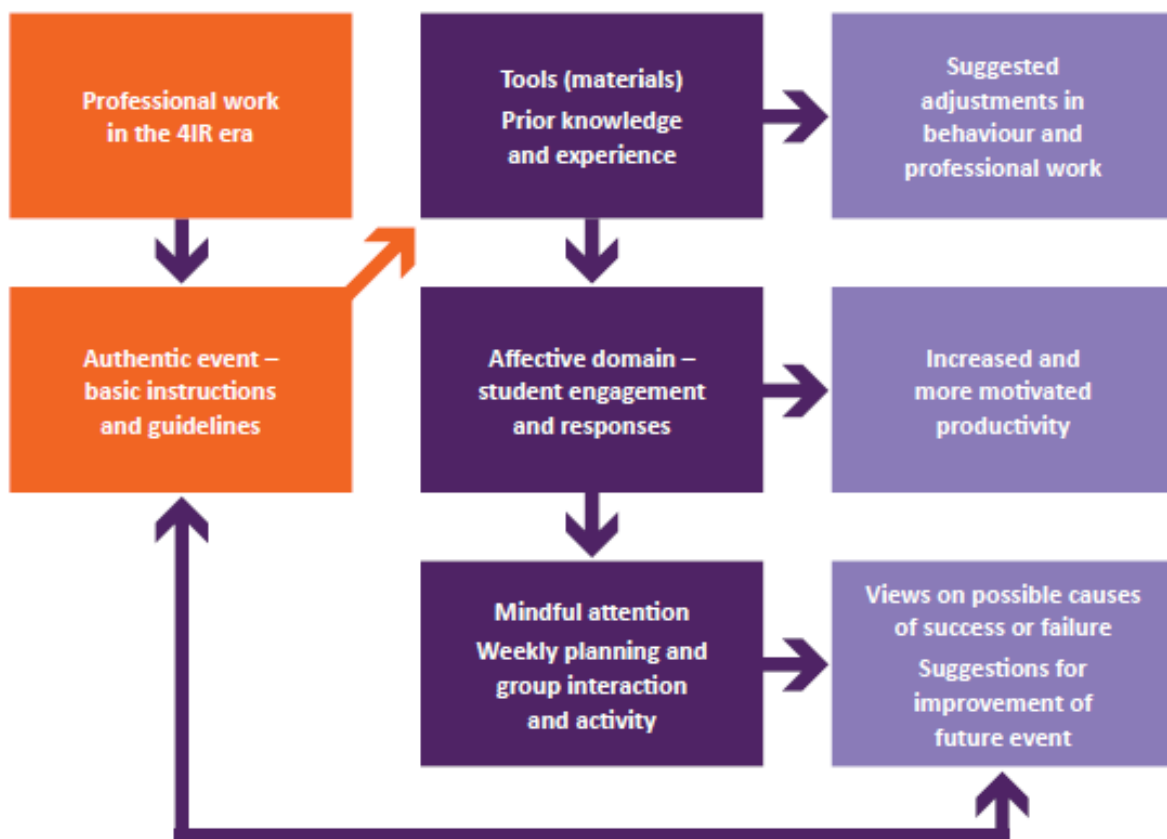 Professional work
in the 4IR era
Tools (materials)
Prior knowledge
and experience
Suggested
adjustments in
behaviour and
professional work
Authentic event –
basic instructions
and guidelines
Affective domain –
student engagement
and responses
Increased and
more motivated
productivity
Mindful attention
Weekly planning and
group interaction
and activity
Views on possible causes
of success or failure
Suggestions for
improvement of
future event